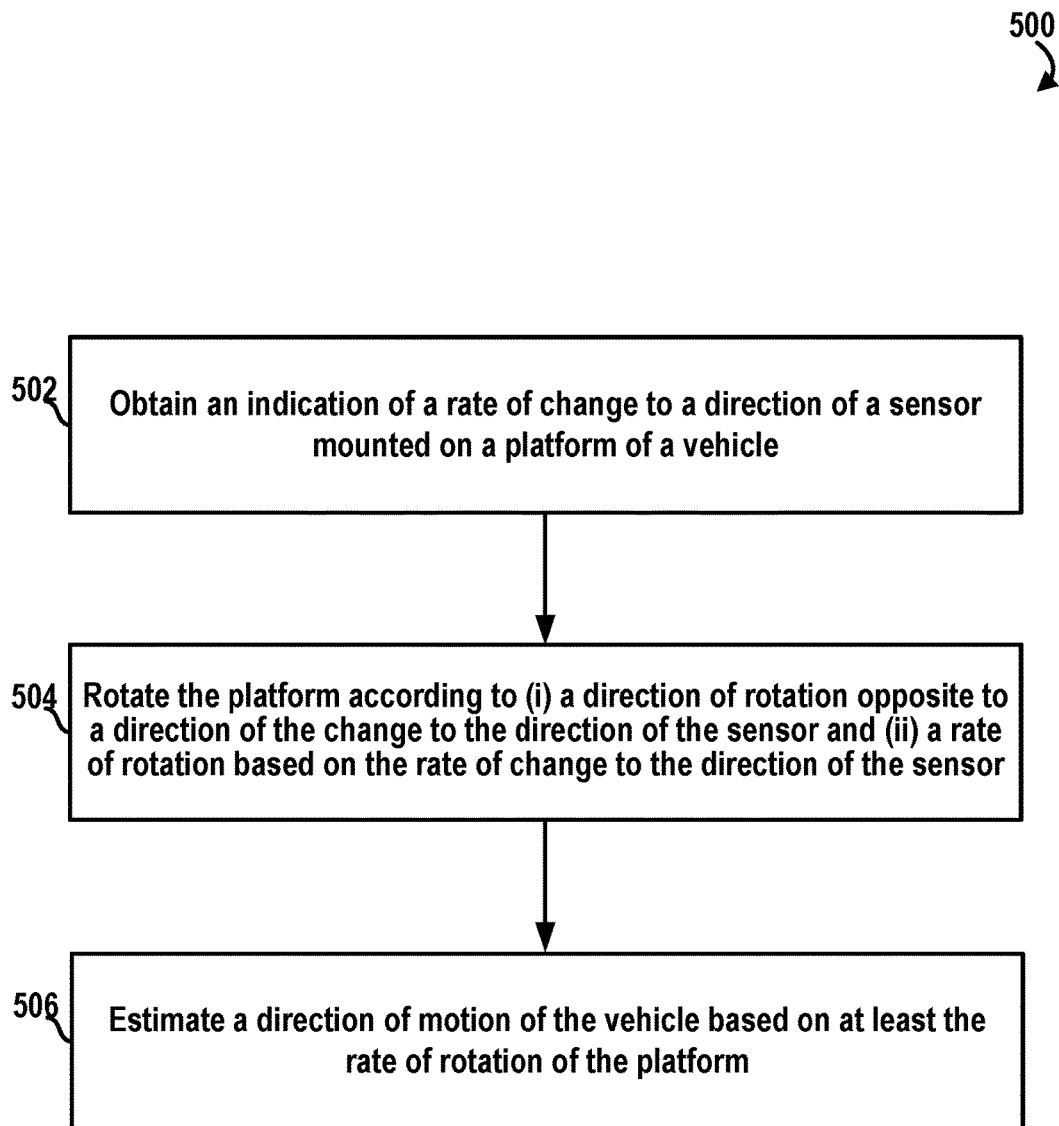 500
502
Obtain an indication of a rate of change to a direction of a sensor
mounted on a platform of a vehicle
504
Rotate the platform according to (i) a direction of rotation opposite to
a direction of the change to the direction of the sensor and (ii) a rate
of rotation based on the rate of change to the direction of the sensor
506
Estimate a direction of motion of the vehicle based on at least the
rate of rotation of the platform